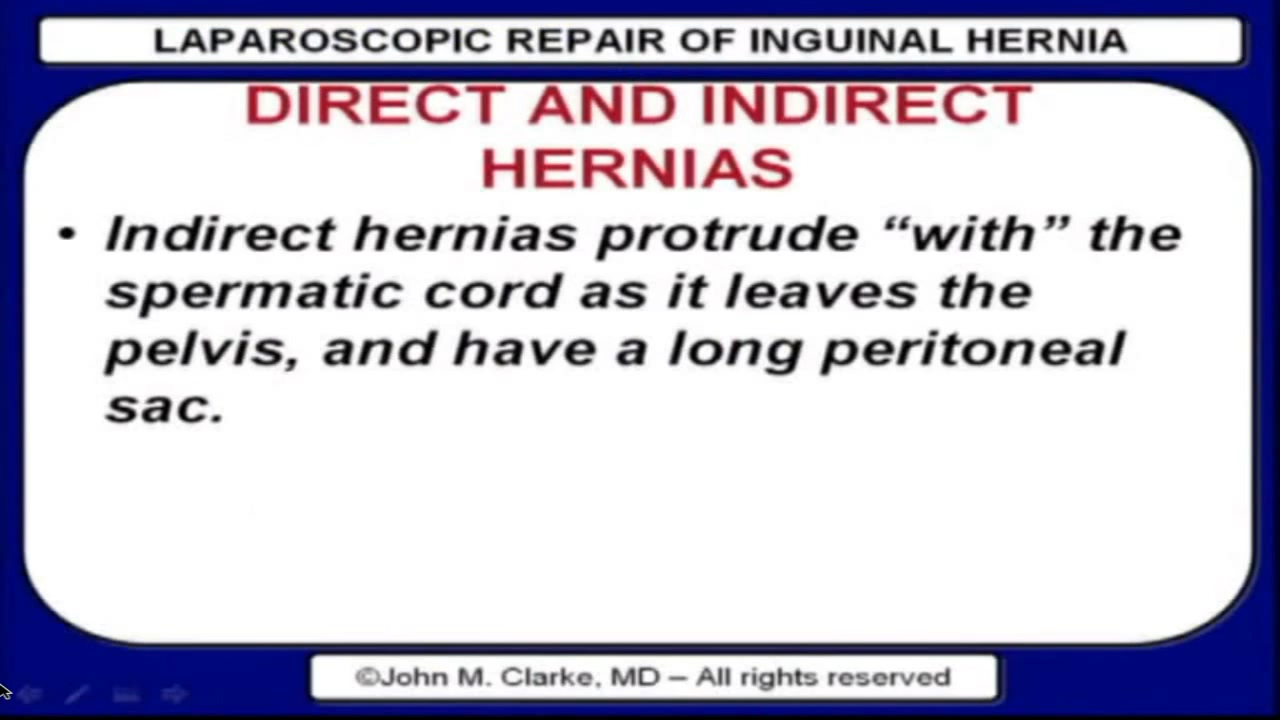 LAPAROSCOPIC REPAIR OF INGUINAL HERNIA
DIRECT AND INDIRECT
HERNIAS
• Indirect hernias protrude “with” the
spermatic cord as it leaves the
pelvis, and have a long peritoneal
sac.
©John M. Clarke, MD – All rights reserved